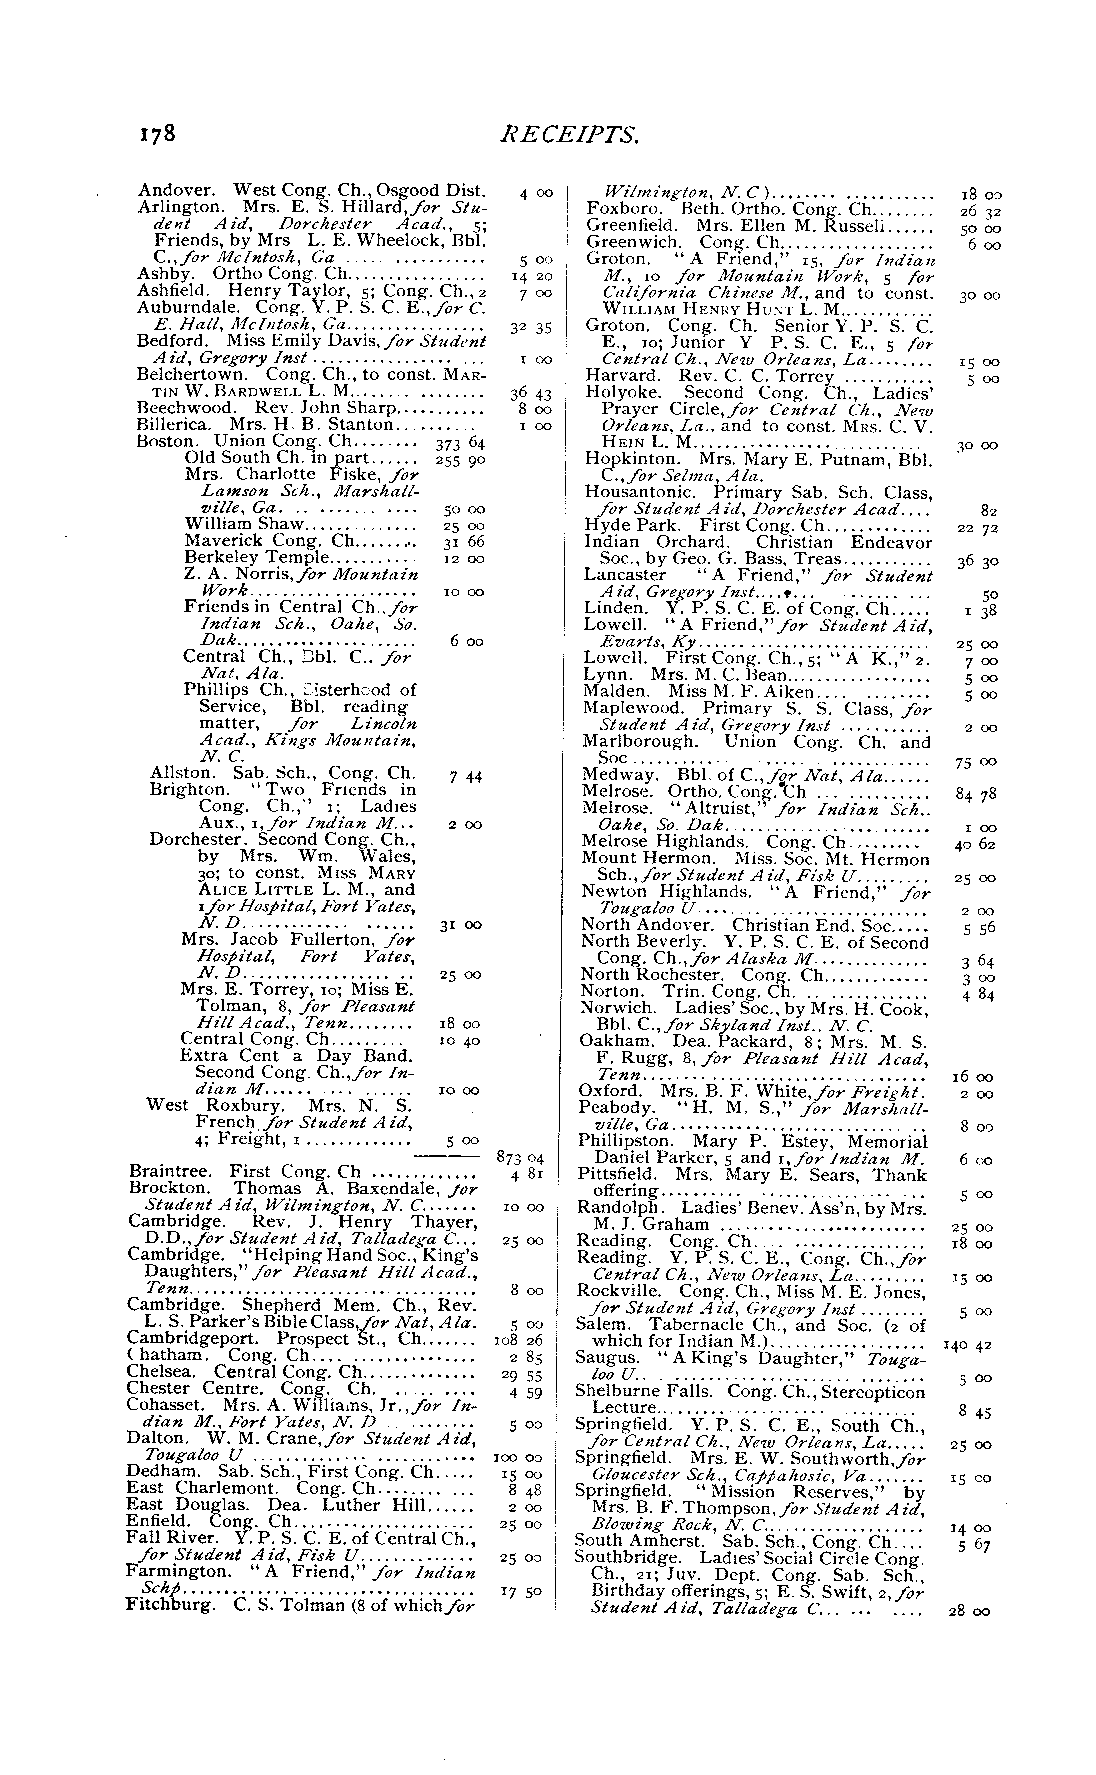 178
RECEIPTS.
Andover. West Cong. Ch., Osgood Dist. 4 00
Arlington. Mrs. E. S. Hillard, for Stu-
dent Aid, Dorchester Acad., 5;
Friends, by Mrs L. E. Wheelock, Bbl.
C., for McIntosh, Ga ..... ........... 5 00
Ashby. Ortho Cong. Ch................. 14 20
Ashfield. Henry Taylor, 5; Cong. Ch., 2 7 00
Auburndale. Cong. Y. P. S. C. E., for C.
E. Hall, McIntosh, Ga................. 32 35
Bedford. Miss Emily Davis, for Student
Aid, Gregory Inst ................. ... 1 00
Belchertown. Cong. Ch., to const. MAR-
TIN W. BARDWELL L. M....... ........ 36 43
Beechwood. Rev. John Sharp........... 8 00
Billerica. Mrs. H. B. Stanton.......... 1 00
Boston. Union Cong. Ch........ 373 64
Old South Ch. in part...... 255 90
Mrs. Charlotte Fiske, for
Lamson Sch., Marshall-
ville, Ga. .. ....... .... 50 00
William Shaw.............. 25 00
Maverick Cong. Ch........ 31 66
Berkeley Temple........... 12 00
Z. A. Norris, for Mountain
Work.................... 10 00
Friends in Central Ch., for
Indian Sch., Oahe, So.
Dak...................... 6 00
Central Ch., Bbl. C.. for
Nat, Ala.
Phillips Ch., Sisterhood of
Service, Bbl. reading
matter, for Lincoln
Acad., Kings Mountain,
N. C.
Allston. Sab. Sch., Cong. Ch. 7 44
Brighton. "Two Friends in
Cong. Ch.," 1; Ladies
Aux., 1, for Indian M... 2 00
Dorchester. Second Cong. Ch.,
by Mrs. Wm. Wales,
30; to const. MISS MARY
ALICE LITTLE L. M., and
1 for Hospital, Fort Yates,
N. D............. ...... 31 00
Mrs. Jacob Fullerton, for
Hospital, Fort Yates,
N. D.................. .. 25 00
Mrs. E. Torrey, 10; Miss E.
Tolman, 8, for Pleasant
Hill Acad., Tenn........ 18 00
Central Cong. Ch......... 10 40
Extra Cent a Day Band.
Second Cong. Ch., for In-
dian M...... ... ...... 10 00
West Roxbury. Mrs. N. S.
French for Student Aid,
4; Freight, 1 ............. 5 00
873 04
Braintree. First Cong. Ch ............. 4 81
Brockton. Thomas A. Baxendale, for
Student Aid, Wilmington, N. C....... 10 00
Cambridge. Rev. J. Henry Thayer,
D.D., for Student Aid, Talladega C... 25 00
Cambridge. "Helping Hand Soc., King's
Daughters," for Pleasant Hill Acad.,
Tenn................................... 8 00
Cambridge. Shepherd Mem. Ch., Rev.
L. S. Parker's Bible Class, for Nat, Ala. 5 00
Cambridgeport. Prospect St., Ch....... 108 26
Chatham. Cong. Ch.... ............... 2 85
Chelsea. Central Cong. Ch.............. 29 55
Chester Centre. Cong. Ch. ..... .... 4 59
Cohasset. Mrs. A. Williams, Jr., for In-
dian M., Fort Yates, N. D .. ........ 5 00
Dalton. W. M. Crane, for Student Aid,
Tougaloo U .............. ............ 100 00
Dedham. Sab. Sch., First Cong. Ch..... 15 00
East Charlemont. Cong. Ch........ ... 8 48
East Douglas. Dea. Luther Hill...... 2 00
Enfield. Cong. Ch...................... 25 00
Fall River. Y. P. S. C. E. of Central Ch.,
for Student Aid, Fisk U.............. 25 00
Farmington. "A Friend," for Indian
Schp.................................... 17 50
Fitchburg. C. S. Tolman (8 of which for
Wilmington, N. C)........ ........... 18 00
Foxboro. Beth. Ortho. Cong. Ch........ 26 32
Greenfield. Mrs. Ellen M. Russell...... 50 00
Greenwich. Cong. Ch................... 6 00
Groton. "A Friend," 15, for Indian
M., 10 for Mountain Work, 5 for
California Chinese M., and to const. 30 00
WILLIAM HENRY HUNT L. M...........
Groton. Cong. Ch. Senior Y. P. S. C.
E., 10; Junior Y P. S. C. E., 5 for
Central Ch., New Orleans, La........ 15 00
Harvard. Rev. C. C. Torrey ........... 5 00
Holyoke. Second Cong. Ch., Ladies'
Prayer Circle, for Central Ch., New
Orleans, La., and to const. MRS. C. V.
HEIN L. M............................ 30 00
Hopkinton. Mrs. Mary E. Putnam, Bbl.
C., for Selma, Ala.
Housantonic. Primary Sab. Sch. Class,
for Student Aid, Dorchester Acad.... 82
Hyde Park. First Cong. Ch............. 22 72
Indian Orchard. Christian Endeavor
Soc., by Geo. G. Bass, Treas........... 36 30
Lancaster "A Friend," for Student
Aid, Gregory Inst........ .......... 50
Linden. Y. P. S. C. E. of Cong. Ch..... 1 38
Lowell. "A Friend," for Student Aid,
Evarts, Ky............................. 25 00
Lowell. First Cong. Ch., 5; "A K.," 2. 7 00
Lynn. Mrs. M. C. Bean................. 5 00
Malden. Miss M. F. Aiken.... ........ 5 00
Maplewood. Primary S. S. Class, for
Student Aid, Gregory Inst ........... 2 00
Marlborough. Union Cong. Ch. and
Soc............ ..... ............ 75 00
Medway. Bbl. of C., for Nat, Ala......
Melrose. Ortho. Cong. Ch ... .......... 84 78
Melrose. "Altruist," for Indian Sch..
Oahe, So. Dak......................... 1 00
Melrose Highlands. Cong. Ch......... 40 62
Mount Hermon. Miss. Soc. Mt. Hermon
Sch., for Student Aid, Fisk U......... 25 00
Newton Highlands. "A Friend," for
Tougaloo U ........................... 2 00
North Andover. Christian End. Soc..... 5 56
North Beverly. Y. P. S. C. E. of Second
Cong. Ch., for Alaska M.............. 3 64
North Rochester. Cong. Ch............. 3 00
Norton. Trin. Cong. Ch. .. ............ 4 84
Norwich. Ladies' Soc., by Mrs. H. Cook,
Bbl. C., for Skyland Inst., N. C.
Oakham. Dea. Packard, 8; Mrs. M. S.
F. Rugg, 8, for Pleasant Hill Acad,
Tenn................................... 16 00
Oxford. Mrs. B. F. White, for Freight. 2 00
Peabody. "H. M. S.," for Marshall-
ville, Ga............................ .. 8 00
Phillipston. Mary P. Estey, Memorial
Daniel Parker, 5 and 1, for Indian M. 6 00
Pittsfield. Mrs. Mary E. Sears, Thank
offering.......... ................ ... 5 00
Randolph. Ladies' Benev. Ass'n, by Mrs.
M. J. Graham ......................... 25 00
Reading. Cong. Ch.... ................ 18 00
Reading. Y. P. S. C. E., Cong. Ch., for
Central Ch., New Orleans, La......... 15 00
Rockville. Cong. Ch., Miss M. E. Jones,
for Student Aid, Gregory Inst ........ 5 00
Salem. Tabernacle Ch., and Soc. (2 of
which for Indian M.)................... 140 42
Saugus. "A King's Daughter," Touga-
loo U.. ...................... ........ 5 00
Shelburne Falls. Cong. Ch., Stereopticon
Lecture..................... ......... 8 45
Springfield. Y. P. S. C. E., South Ch.,
for Central Ch., New Orleans, La..... 25 00
Springfield. Mrs. E. W. Southworth, for
Gloucester Sch., Cappahosic, Va....... 15 00
Springfield. "Mission Reserves," by
Mrs. B. F. Thompson, for Student Aid,
Blowing Rock, N. C................... 14 00
South Amherst. Sab. Sch., Cong. Ch.... 5 67
Southbridge. Ladies' Social Circle Cong.
Ch., 21; Juv. Dept. Cong. Sab. Sch.,
Birthday offerings, 5; E. S. Swift, 2, for
Student Aid, Talladega C... ... .... 28 00